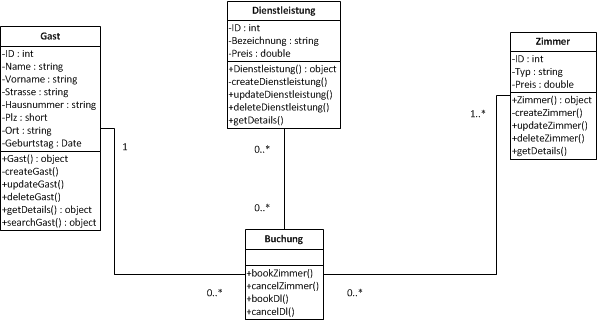 Gast
-ID : int
-Name : string
-Vorname : string
-Strasse : string
-Hausnummer : string
-Plz : short
-Ort : string
-Geburtstag : Date
+Gast() : object
-createGast()
+updateGast()
+deleteGast()
+getDetails() : object
+searchGast() : object
Dienstleistung
-ID : int
-Bezeichnung : string
-Preis : double
+Dienstleistung() : object
-createDienstleistung()
+updateDienstleistung()
+deleteDienstleistung()
+getDetails()
Zimmer
-ID : int
-Typ : string
-Preis : double
+Zimmer() : object
-createZimmer()
+updateZimmer()
+deleteZimmer()
+getDetails()
1
0..*
1..*
0..*
Buchung
+bookZimmer()
+cancelZimmer()
+bookDl()
+cancelDl()
0..*
0..*